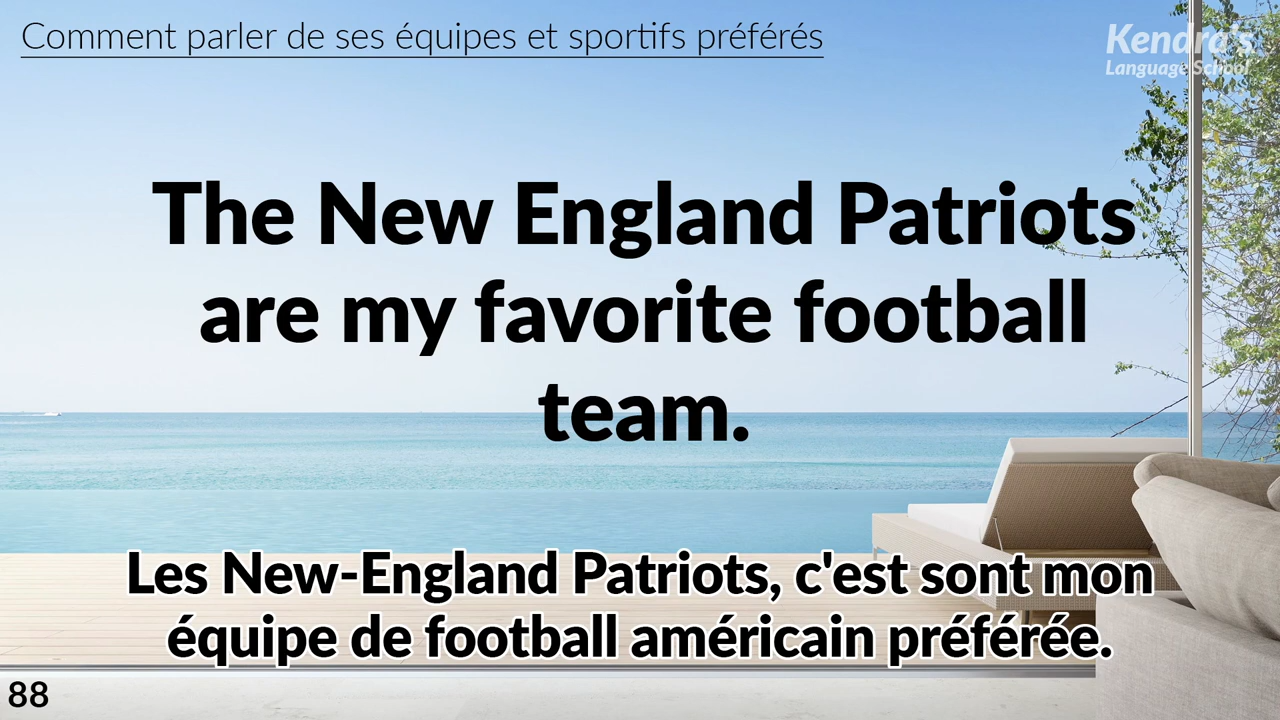 Comment parler de ses équipes et sportifs préférés
Kendra's
Language School
The New England Patriots
are my favorite football
team.
Les New-England Patriots, c'est sont mon
équipe de football américain préférée.
88